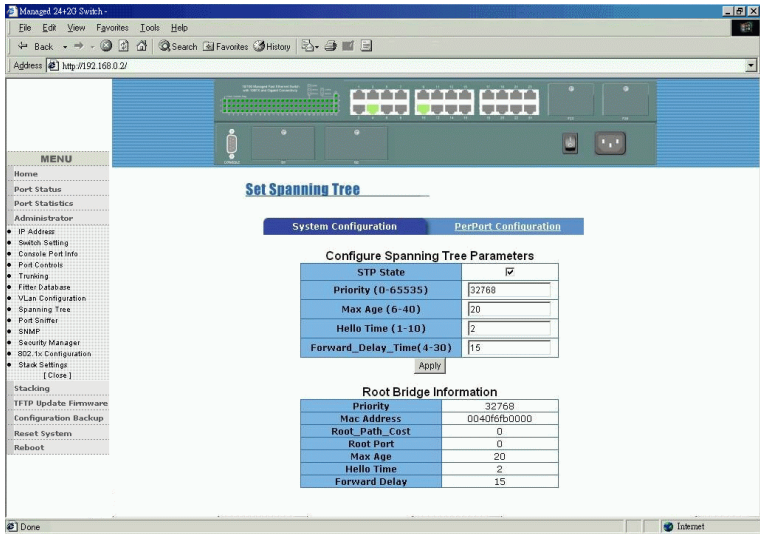 Managed 24+2G Switch -
File Edit View Favorites Tools Help
Back Search Favorites History
Address http://192.168.0.2/
MENU
Home
Port Status
Port Statistics
Administrator
IP Address
Switch Setting
Console Port Info
Port Controls
Trunking
Fitter Database
VLan Configuration
Spanning Tree
Port Sniffer
SNMP
Security Manager
802.1x Configuration
Stack Settings
[ Close ]
Stacking
TFTP Update Firmware
Configuration Backup
Reset System
Reboot
Set Spanning Tree
System Configuration PerPort Configuration
Configure Spanning Tree Parameters
STP State
Priority (0-65535) 32768
Max Age (6-40) 20
Hello Time (1-10) 2
Forward_Delay_Time(4-30) 15
Apply
Root Bridge Information
Priority 32768
Mac Address 0040f6fb0000
Root_Path_Cost 0
Root Port 0
Max Age 20
Hello Time 2
Forward Delay 15
Done Internet